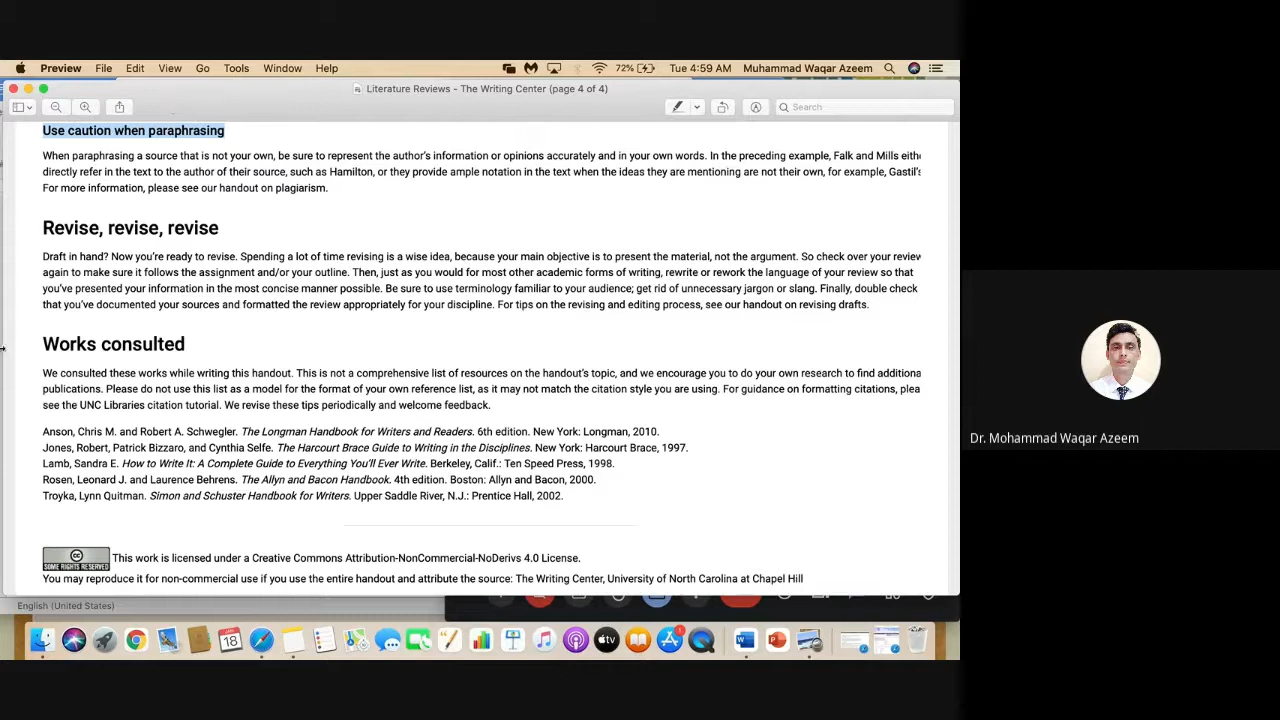 Preview File Edit View Go Tools Window Help 72% Tue 4:59 AM Muhammad Waqar Azeem
Literature Reviews - The Writing Center (page 4 of 4)
Search
Use caution when paraphrasing
When paraphrasing a source that is not your own, be sure to represent the author's information or opinions accurately and in your own words. In the preceding example, Falk and Mills eithe
directly refer in the text to the author of their source, such as Hamilton, or they provide ample notation in the text when the ideas they are mentioning are not their own, for example, Gastil's
For more information, please see our handout on plagiarism.
Revise, revise, revise
Draft in hand? Now you're ready to revise. Spending a lot of time revising is a wise idea, because your main objective is to present the material, not the argument. So check over your review
again to make sure it follows the assignment and/or your outline. Then, just as you would for most other academic forms of writing, rewrite or rework the language of your review so that
you've presented your information in the most concise manner possible. Be sure to use terminology familiar to your audience; get rid of unnecessary jargon or slang. Finally, double check
that you've documented your sources and formatted the review appropriately for your discipline. For tips on the revising and editing process, see our handout on revising drafts.
Works consulted
We consulted these works while writing this handout. This is not a comprehensive list of resources on the handout's topic, and we encourage you to do your own research to find additiona
publications. Please do not use this list as a model for the format of your own reference list, as it may not match the citation style you are using. For guidance on formatting citations, plea
see the UNC Libraries citation tutorial. We revise these tips periodically and welcome feedback.
Anson, Chris M. and Robert A. Schwegler. The Longman Handbook for Writers and Readers. 6th edition. New York: Longman, 2010.
Jones, Robert, Patrick Bizzaro, and Cynthia Selfe. The Harcourt Brace Guide to Writing in the Disciplines. New York: Harcourt Brace, 1997.
Lamb, Sandra E. How to Write It: A Complete Guide to Everything You'll Ever Write. Berkeley, Calif.: Ten Speed Press, 1998.
Rosen, Leonard J. and Laurence Behrens. The Allyn and Bacon Handbook. 4th edition. Boston: Allyn and Bacon, 2000.
Troyka, Lynn Quitman. Simon and Schuster Handbook for Writers. Upper Saddle River, N.J.: Prentice Hall, 2002.
cc
SOME RIGHTS RESERVED
This work is licensed under a Creative Commons Attribution-NonCommercial-NoDerivs 4.0 License.
You may reproduce it for non-commercial use if you use the entire handout and attribute the source: The Writing Center, University of North Carolina at Chapel Hill
English (United States)
18
tv
Dr. Mohammad Waqar Azeem